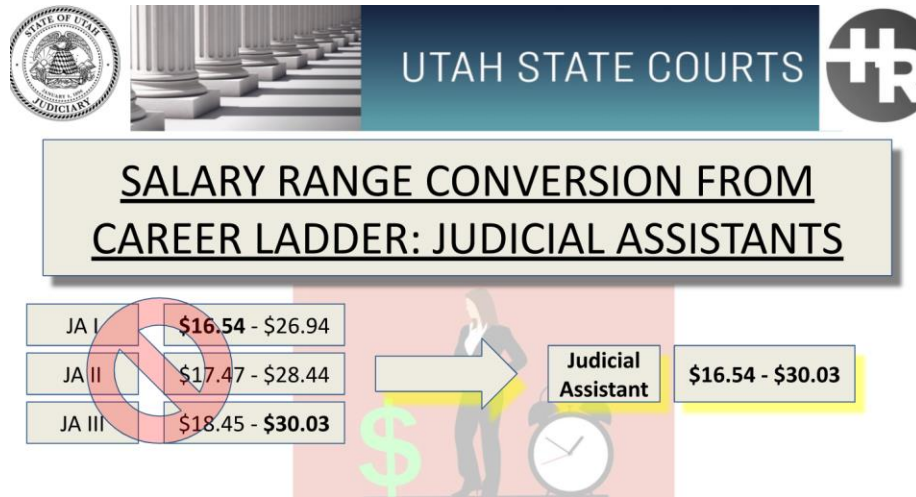 STATE OF UTAH
JUDICIARY
UTAH STATE COURTS
HR
SALARY RANGE CONVERSION FROM
CAREER LADDER: JUDICIAL ASSISTANTS
JA I $16.54 - $26.94
JA II $17.47 - $28.44
JA III $18.45 - $30.03
Judicial
Assistant
$16.54 - $30.03
$